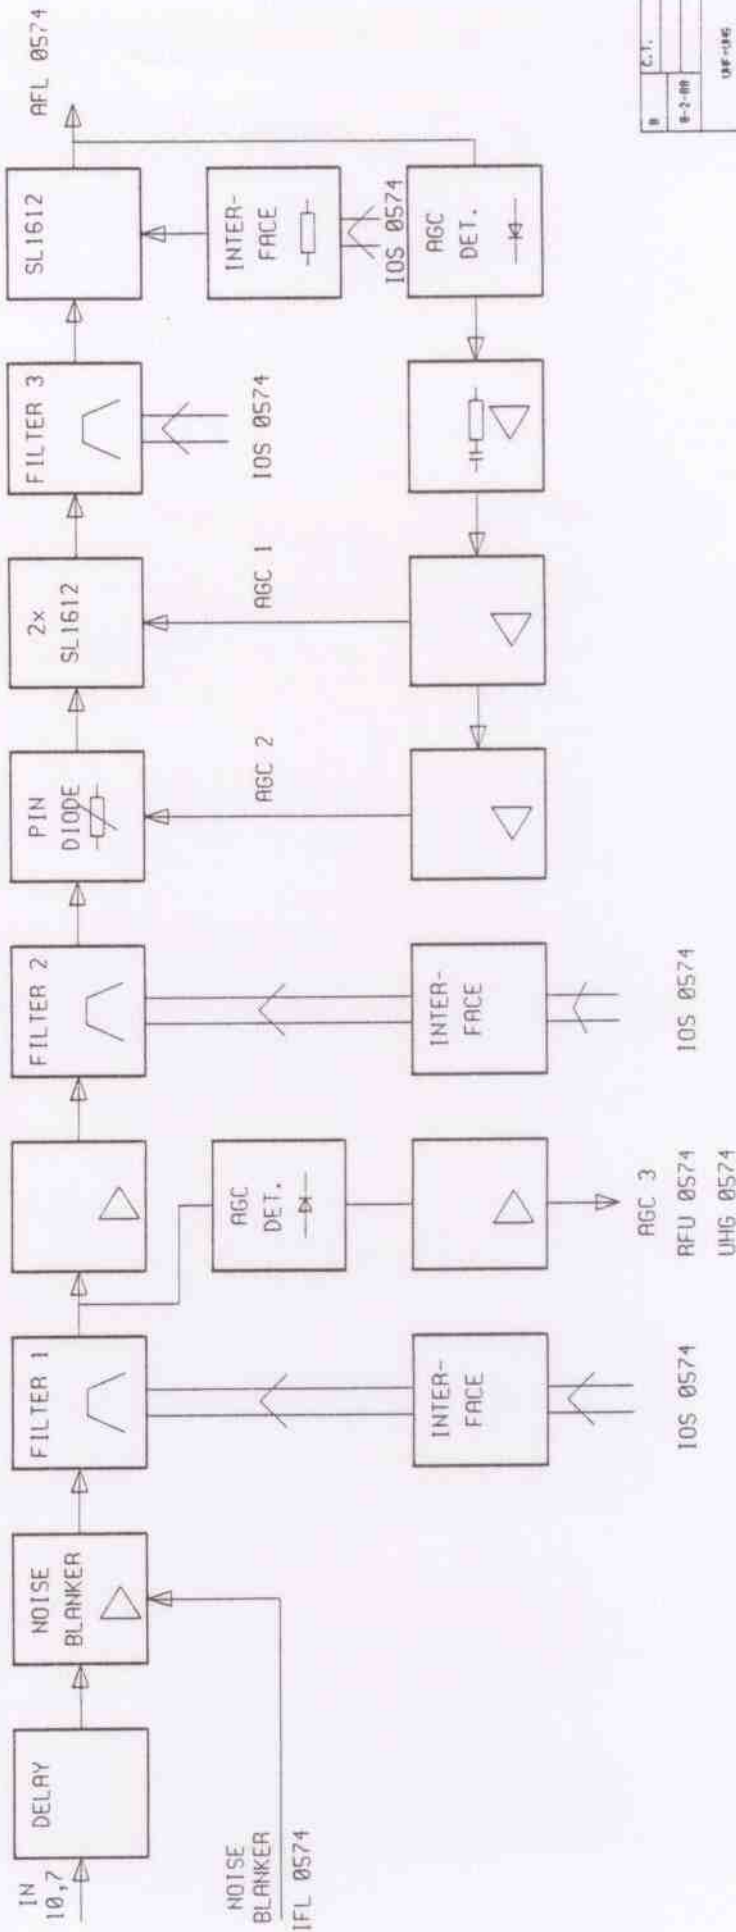 IN
10,7
DELAY
NOISE
BLANKER
NOISE
BLANKER
IFL 0574
FILTER 1
INTER-
FACE
IOS 0574
AGC
DET.
AGC 3
RFU 0574
UHG 0574
FILTER 2
INTER-
FACE
IOS 0574
PIN
DIODE
AGC 2
2x
SL1612
AGC 1
FILTER 3
IOS 0574
SL1612
INTER-
FACE
IOS 0574
AGC
DET.
AFL 0574
C.T.